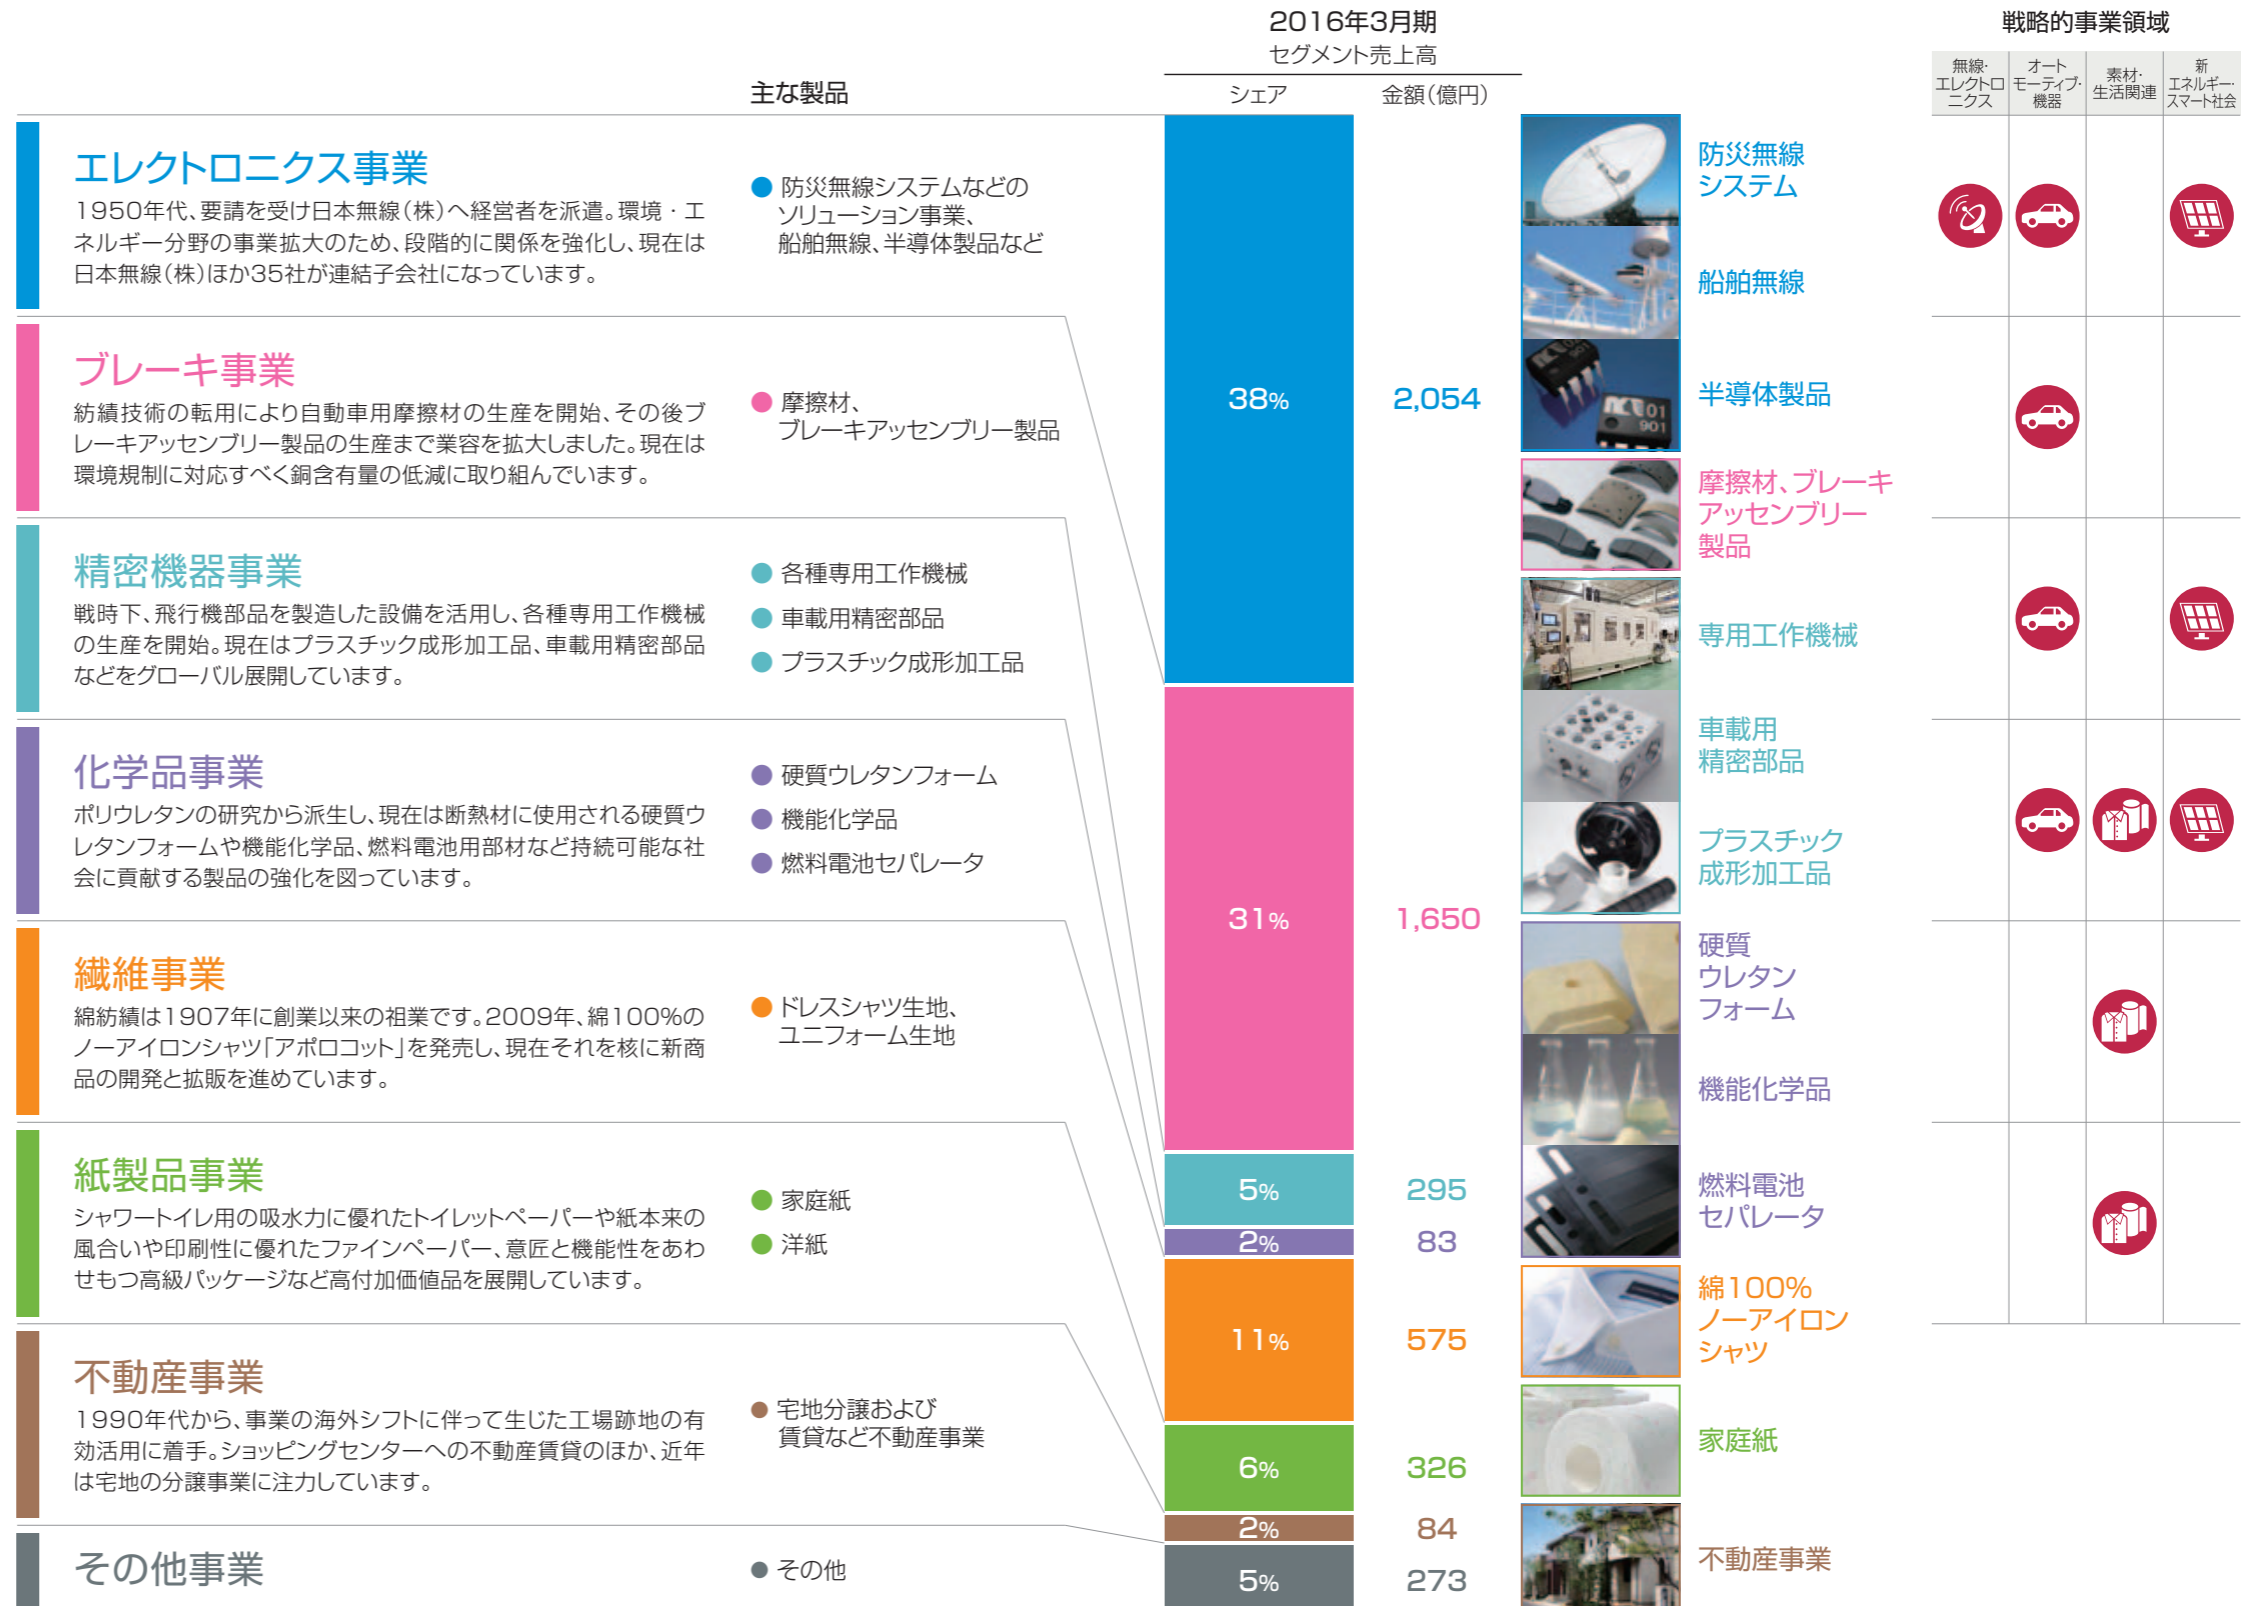 2016年3月期
セグメント売上高
戦略的事業領域
主な製品
シェア
金額（億円）
無線・
エレクトロ
ニクス
オート
モーティブ・
機器
素材・
生活関連
新
エネルギー・
スマート社会
エレクトロニクス事業
1950年代、要請を受け日本無線（株）へ経営者を派遣。環境・エ
ネルギー分野の事業拡大のため、段階的に関係を強化し、現在は
日本無線（株）ほか35社が連結子会社になっています。
● 防災無線システムなどの
ソリューション事業、
船舶無線、半導体製品など
ブレーキ事業
紡績技術の転用により自動車用摩擦材の生産を開始、その後ブ
レーキアッセンブリー製品の生産まで業容を拡大しました。現在は
環境規制に対応すべく銅含有量の低減に取り組んでいます。
● 摩擦材、
ブレーキアッセンブリー製品
精密機器事業
戦時下、飛行機部品を製造した設備を活用し、各種専用工作機械
の生産を開始。現在はプラスチック成形加工品、車載用精密部品
などをグローバル展開しています。
● 各種専用工作機械
● 車載用精密部品
● プラスチック成形加工品
化学品事業
ポリウレタンの研究から派生し、現在は断熱材に使用される硬質ウ
レタンフォームや機能化学品、燃料電池用部材など持続可能な社
会に貢献する製品の強化を図っています。
● 硬質ウレタンフォーム
● 機能化学品
● 燃料電池セパレータ
繊維事業
綿紡績は1907年に創業以来の祖業です。2009年、綿100%の
ノーアイロンシャツ「アポロコット」を発売し、現在それを核に新商
品の開発と拡販を進めています。
● ドレスシャツ生地、
ユニフォーム生地
紙製品事業
シャワートイレ用の吸水力に優れたトイレットペーパーや紙本来の
風合いや印刷性に優れたファインペーパー、意匠と機能性をあわ
せもつ高級パッケージなど高付加価値品を展開しています。
● 家庭紙
● 洋紙
不動産事業
1990年代から、事業の海外シフトに伴って生じた工場跡地の有
効活用に着手。ショッピングセンターへの不動産賃貸のほか、近年
は宅地の分譲事業に注力しています。
● 宅地分譲および
賃貸など不動産事業
その他事業
● その他
38%
2,054
31%
1,650
5%
295
2%
83
11%
575
6%
326
2%
84
5%
273
防災無線
システム
船舶無線
01
901
半導体製品
摩擦材、ブレーキ
アッセンブリー
製品
専用工作機械
車載用
精密部品
プラスチック
成形加工品
硬質
ウレタン
フォーム
機能化学品
燃料電池
セパレータ
綿100%
ノーアイロン
シャツ
家庭紙
不動産事業